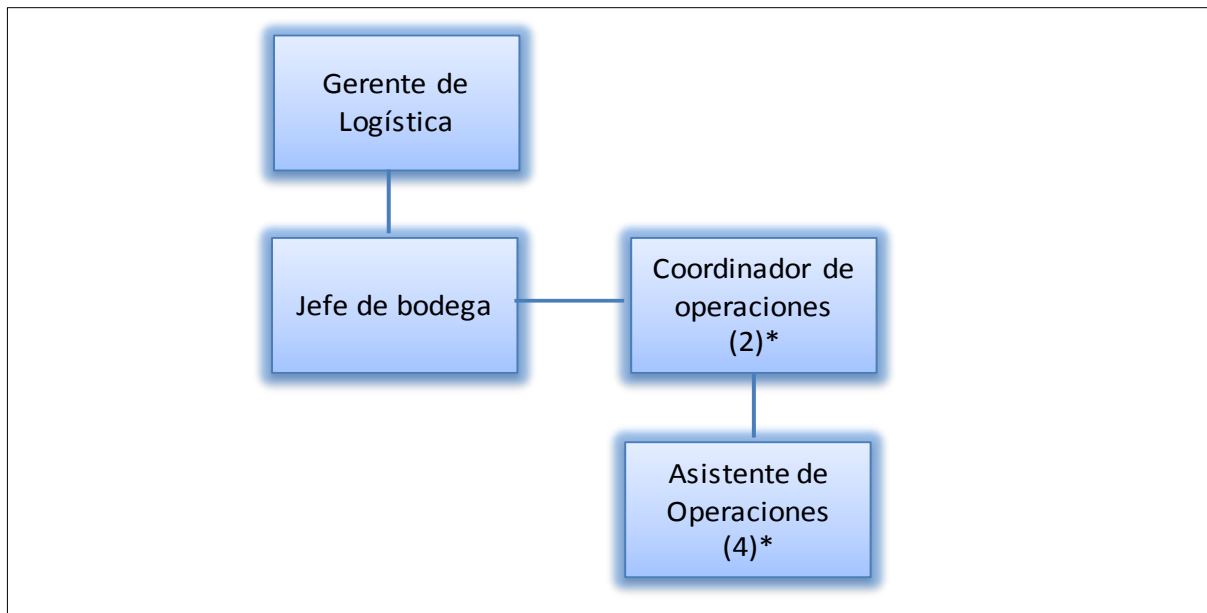 Gerente de
Logística
Jefe de bodega
Coordinador de
operaciones
(2)*
Asistente de
Operaciones
(4)*